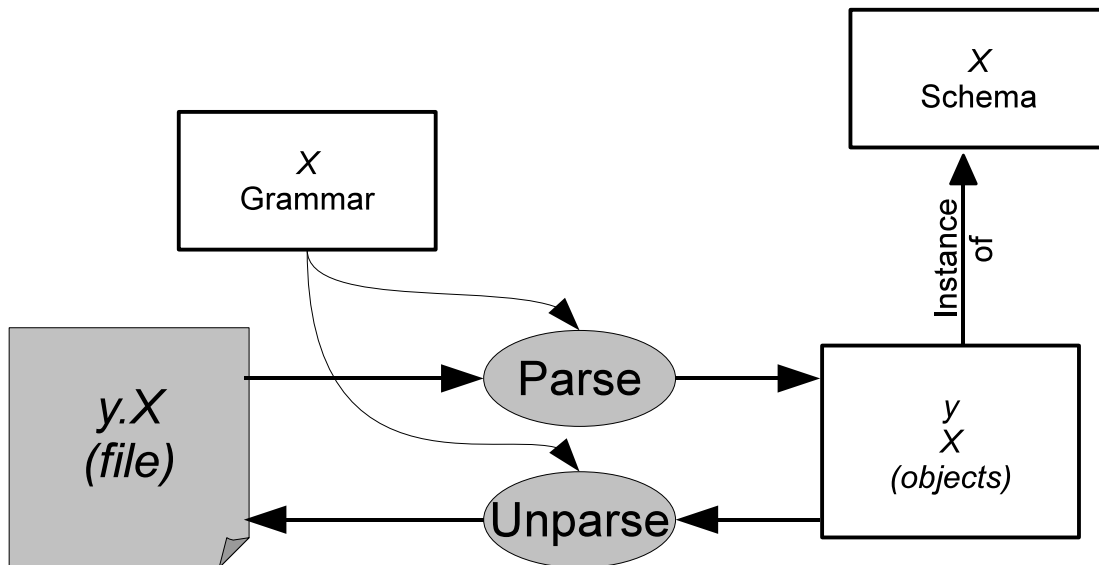 X
Schema
X
Grammar
Instance
of
y.X
(file)
Parse
Unparse
y
X
(objects)